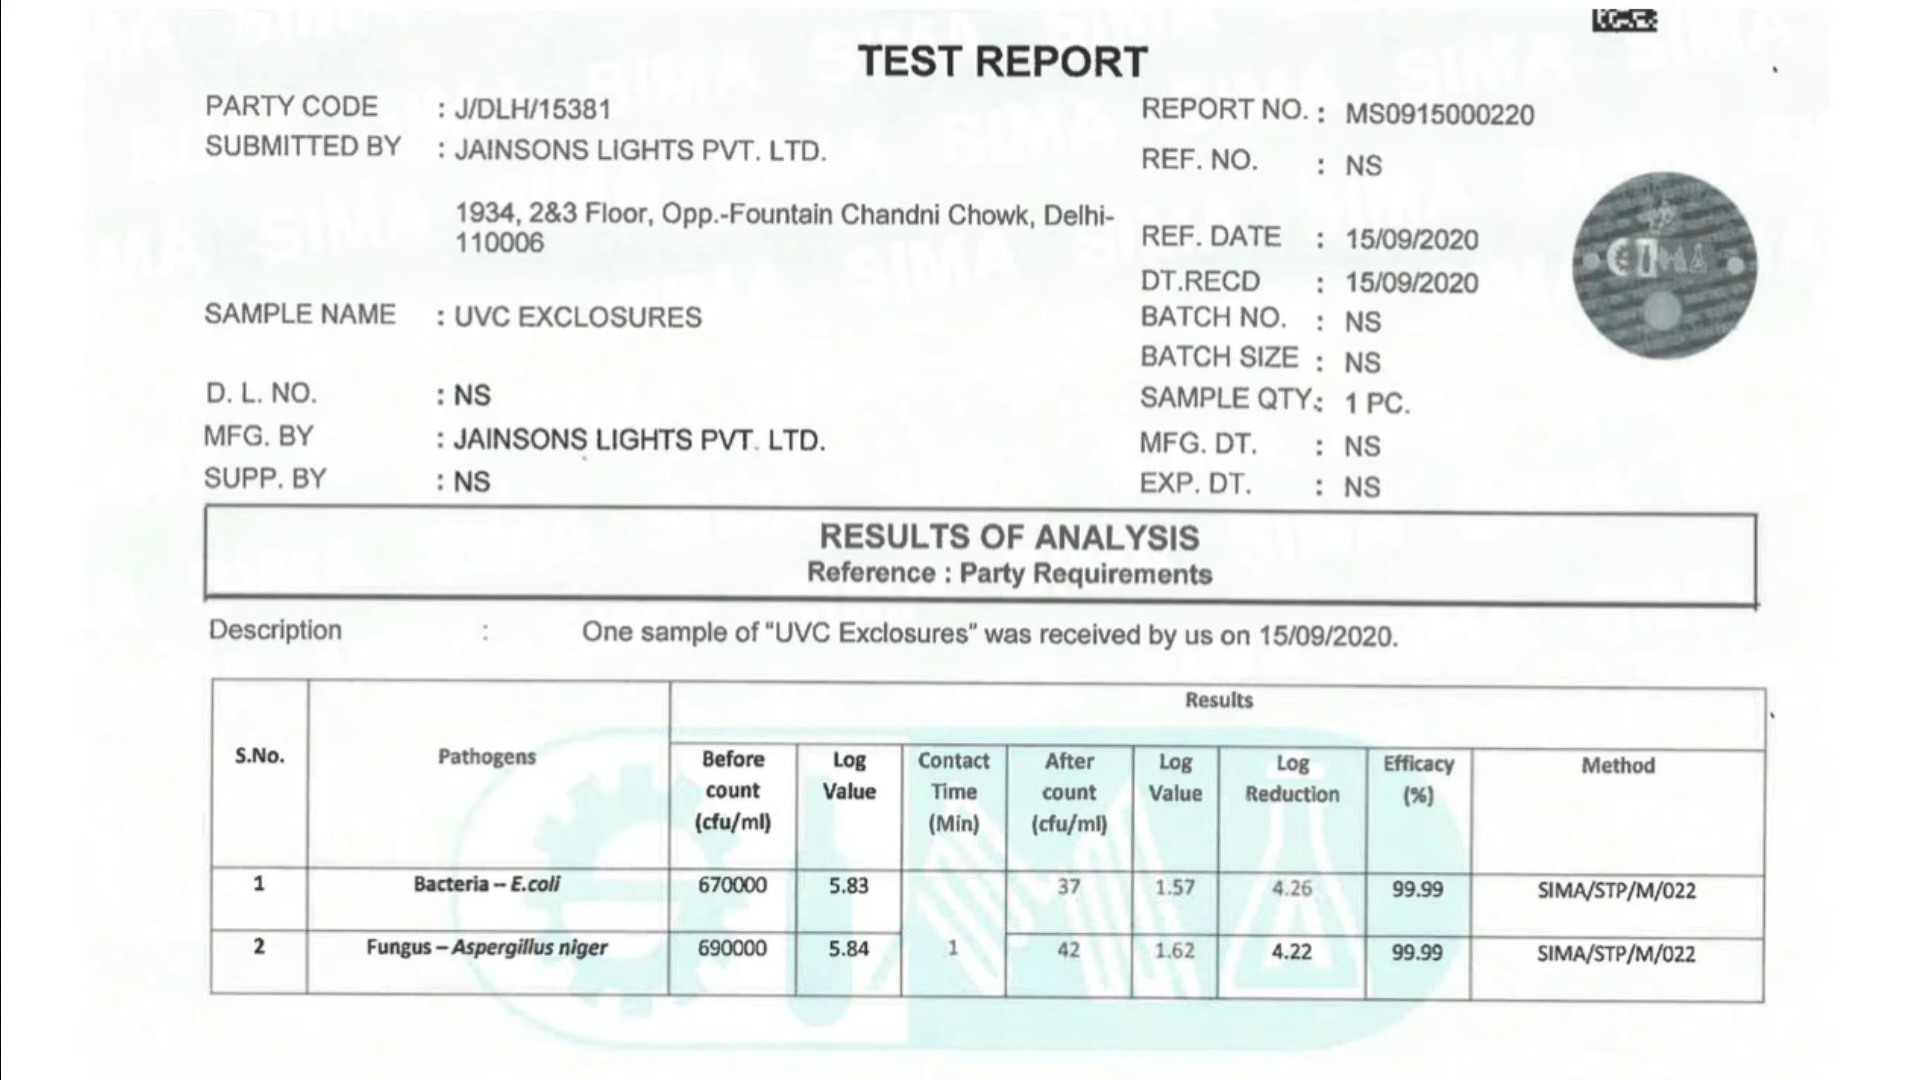 TEST REPORT
PARTY CODE : J/DLH/15381
SUBMITTED BY : JAINSONS LIGHTS PVT. LTD.
1934, 2&3 Floor, Opp.-Fountain Chandni Chowk, Delhi-
110006
SAMPLE NAME : UVC EXCLOSURES
D. L. NO. : NS
MFG. BY : JAINSONS LIGHTS PVT. LTD.
SUPP. BY : NS
REPORT NO. : MS0915000220
REF. NO. : NS
REF. DATE : 15/09/2020
DT.RECD : 15/09/2020
BATCH NO. : NS
BATCH SIZE : NS
SAMPLE QTY : 1 PC.
MFG. DT. : NS
EXP. DT. : NS
RESULTS OF ANALYSIS
Reference : Party Requirements
Description : One sample of "UVC Exclosures" was received by us on 15/09/2020.
Results
S.No. Pathogens Before count (cfu/ml) Log Value Contact Time (Min) After count (cfu/ml) Log Value Log Reduction Efficacy (%) Method
1 Bacteria – E.coli 670000 5.83 37 1.57 4.26 99.99 SIMA/STP/M/022
2 Fungus – Aspergillus niger 690000 5.84 1 42 1.62 4.22 99.99 SIMA/STP/M/022